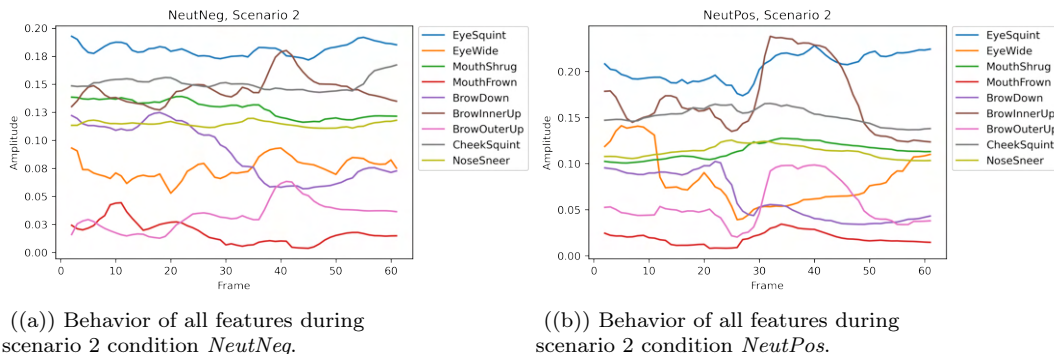 NeutNeg, Scenario 2
0.20
0.18
0.15
0.13
0.10
0.08
0.05
0.03
0.00
Amplitude
0
10
20
30
40
50
60
Frame
EyeSquint
EyeWide
MouthShrug
MouthFrown
BrowDown
BrowInnerUp
BrowOuterUp
CheekSquint
NoseSneer
((a)) Behavior of all features during
scenario 2 condition NeutNeg.
NeutPos, Scenario 2
0.20
0.15
0.10
0.05
0.00
Amplitude
0
10
20
30
40
50
60
Frame
EyeSquint
EyeWide
MouthShrug
MouthFrown
BrowDown
BrowInnerUp
BrowOuterUp
CheekSquint
NoseSneer
((b)) Behavior of all features during
scenario 2 condition NeutPos.